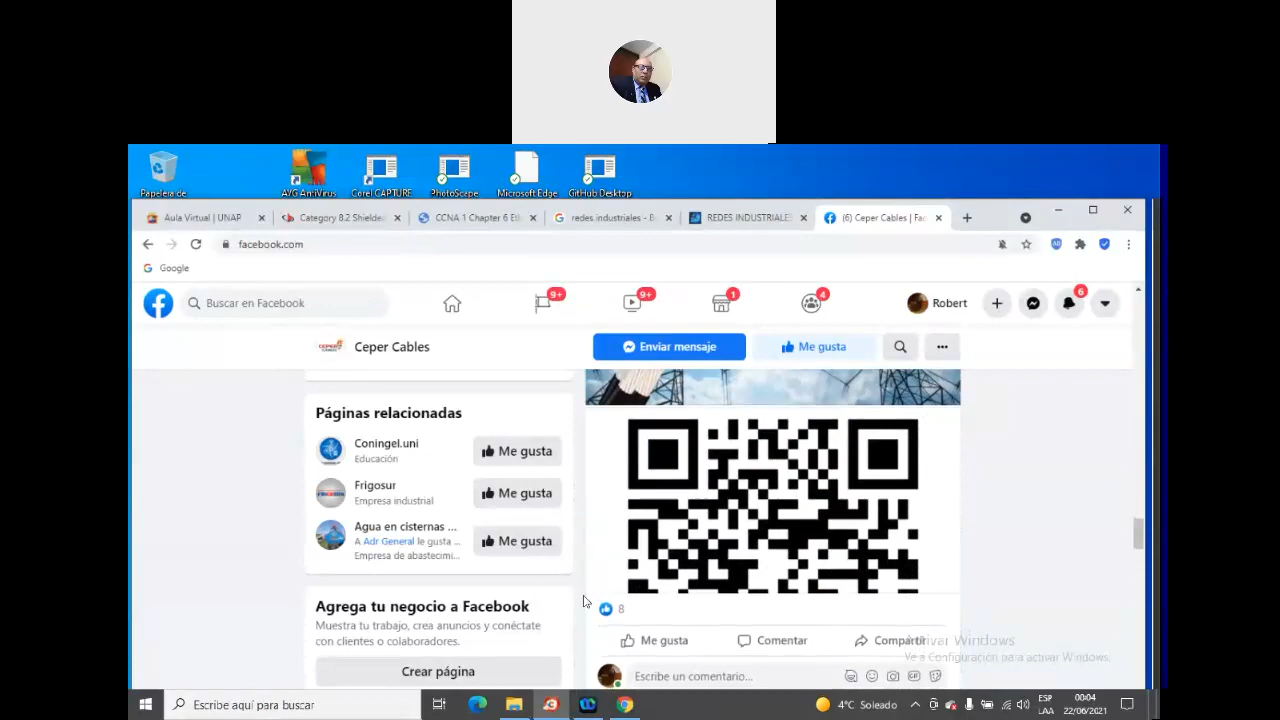 Papelera de
AVG AntiVirus
Corel CAPTURE
PhotoScape
Microsoft Edge
GitHub Desktop
Aula Virtual | UNAP
Category 8.2 Shielde
CCNA 1 Chapter 6 Et
redes industriales - B
REDES INDUSTRIALE
(6) Ceper Cables | Fa
facebook.com
Google
Buscar en Facebook
9+
9+
1
4
Robert
6
Ceper Cables
Enviar mensaje
Me gusta
Páginas relacionadas
Coningel.uni
Educación
Me gusta
Frigosur
Empresa industrial
Me gusta
Agua en cisternas ...
A Adr General le gusta ...
Empresa de abastecimi...
Me gusta
Agrega tu negocio a Facebook
Muestra tu trabajo, crea anuncios y conéctate
con clientes o colaboradores.
Crear página
8
Me gusta
Comentar
Compartir
Escribe un comentario...
GIF
Activar Windows
Ve a Configuración para activar Windows.
Escribe aquí para buscar
4°C Soleado
ESP
LAA
00:04
22/06/2021